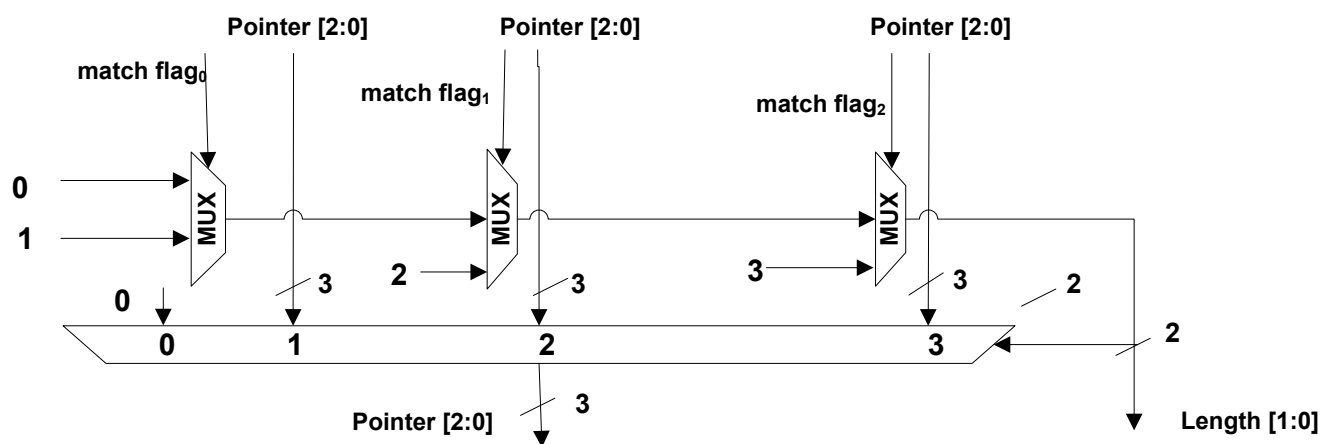 Pointer [2:0] Pointer [2:0] Pointer [2:0]
match flag₀
match flag₁
match flag₂
0
1
MUX
MUX
MUX
2
3
0
3
3
3
2
0 1 2 3
2
3
Pointer [2:0]
Length [1:0]